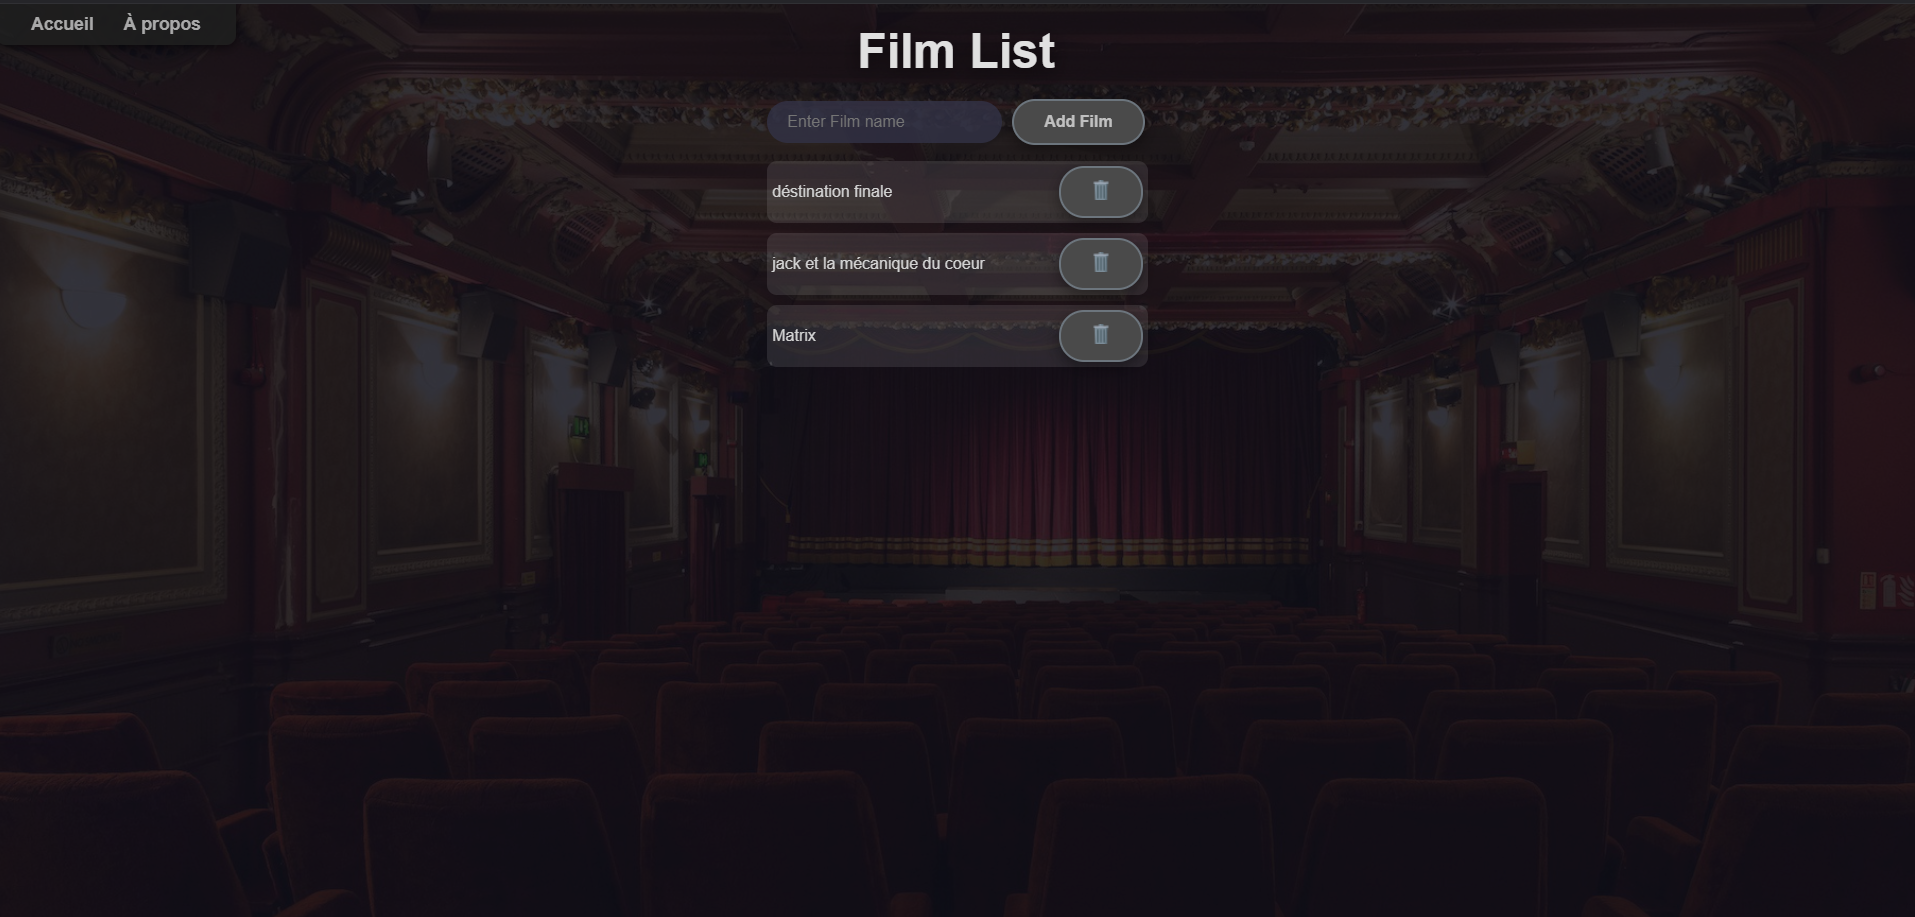 Accueil À propos
Film List
Enter Film name Add Film
déstination finale
jack et la mécanique du coeur
Matrix